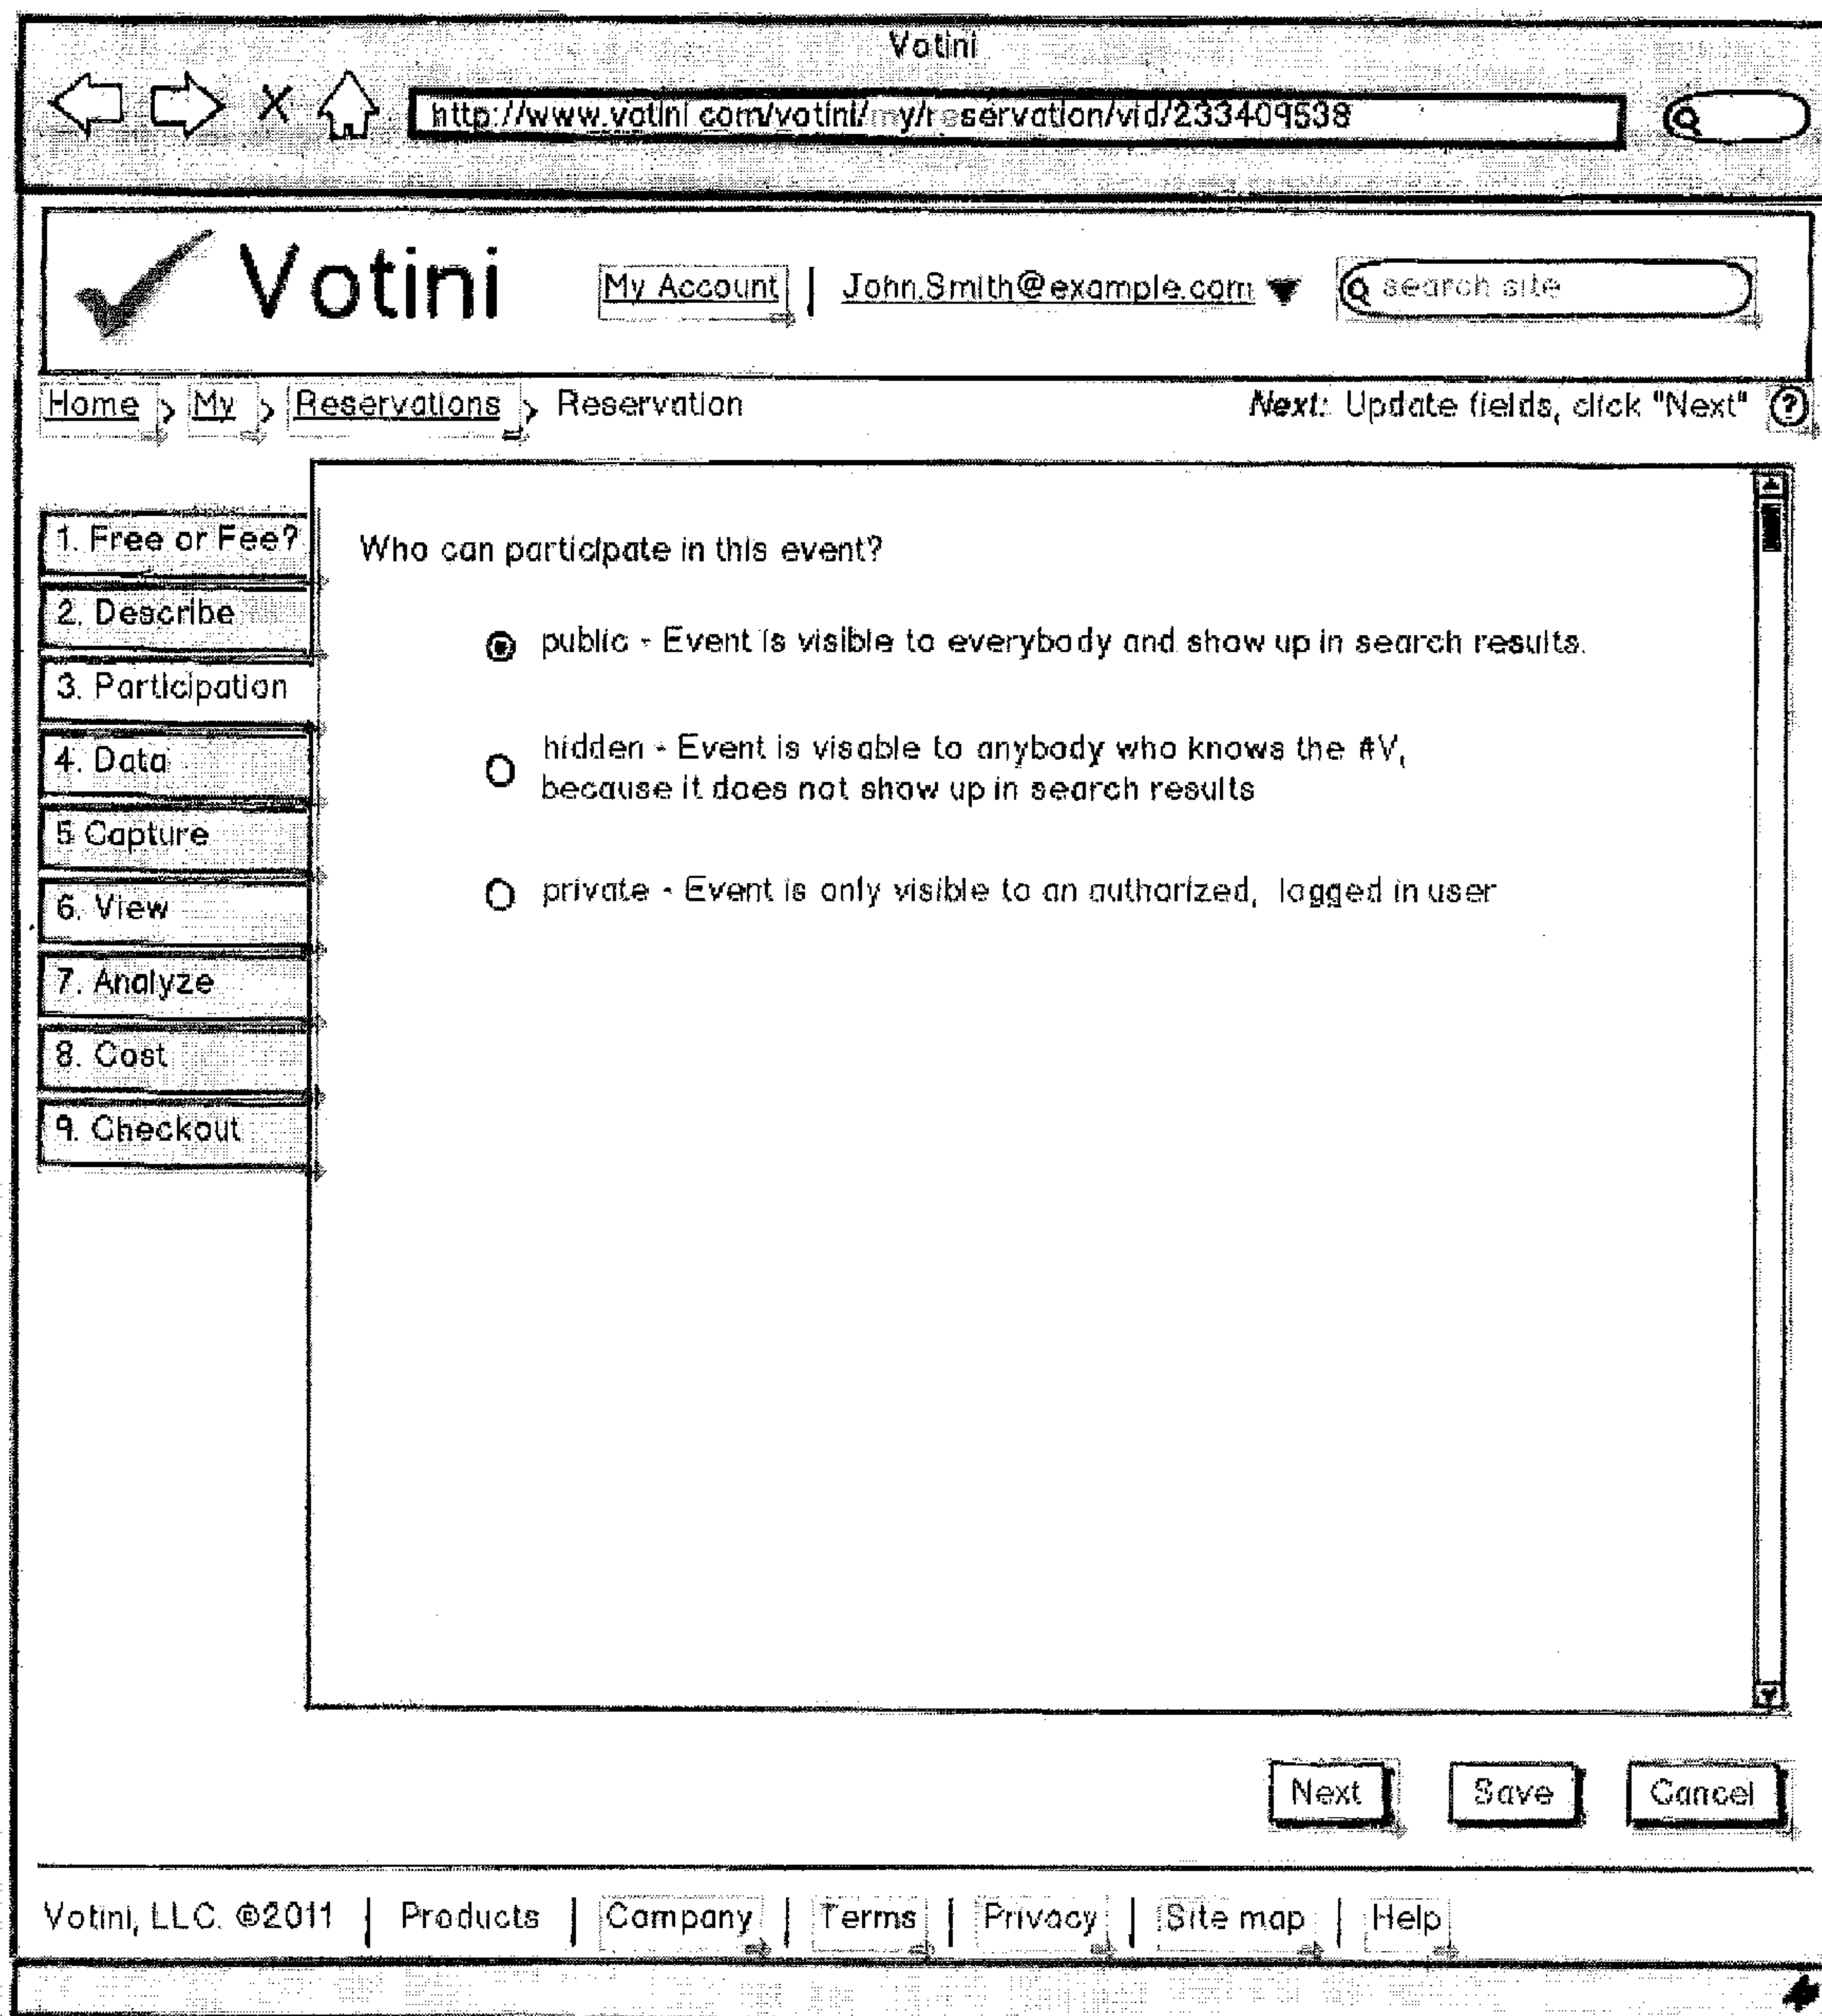 Votini
http://www.votini.com/votini/my/reservation/vid/233409538
Votini
My Account | John.Smith@example.com
search site
Home > My > Reservations > Reservation
Next: Update fields, click "Next" ?
1. Free or Fee?
2. Describe
3. Participation
4. Data
5 Capture
6. View
7. Analyze
8. Cost
9. Checkout
Who can participate in this event?
public - Event is visible to everybody and show up in search results.
hidden - Event is visable to anybody who knows the #V,
because it does not show up in search results
private - Event is only visible to an authorized, logged in user
Next
Save
Cancel
Votini, LLC. ©2011 | Products | Company | Terms | Privacy | Site map | Help